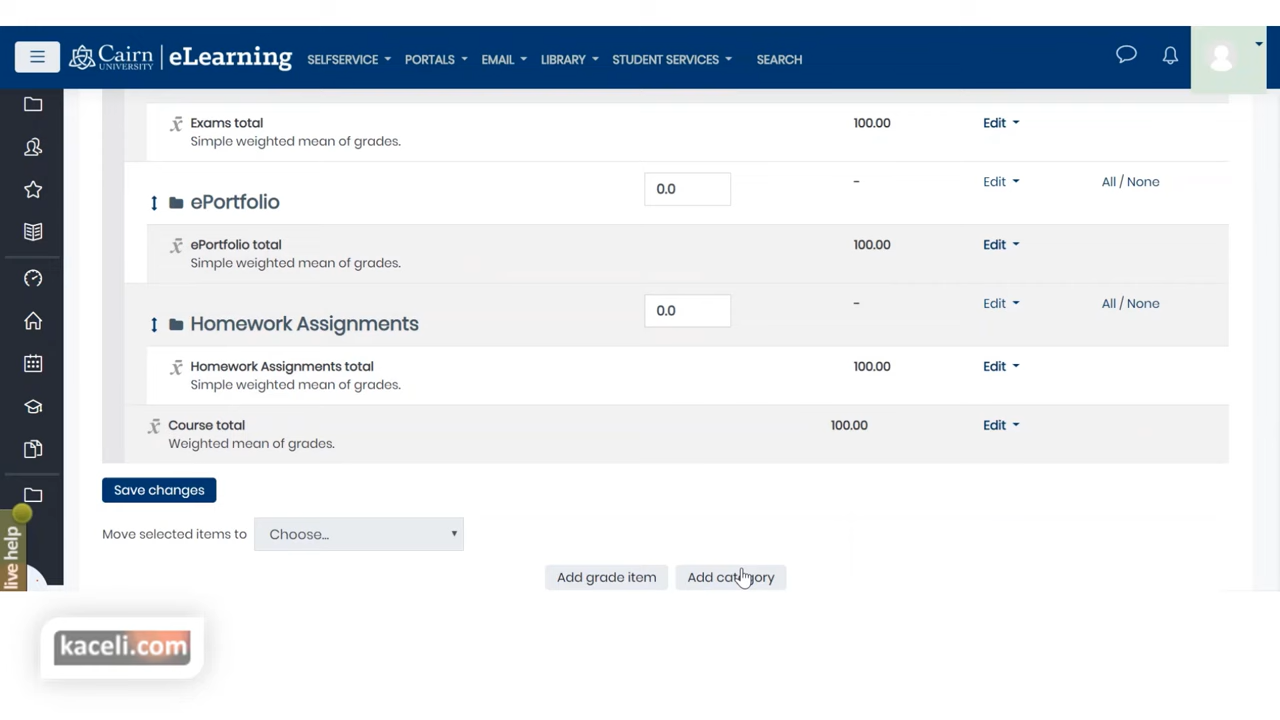 Cairn UNIVERSITY eLearning SELFSERVICE PORTALS EMAIL LIBRARY STUDENT SERVICES SEARCH
Exams total 100.00 Edit
Simple weighted mean of grades.
ePortfolio 0.0 - Edit All / None
ePortfolio total 100.00 Edit
Simple weighted mean of grades.
Homework Assignments 0.0 - Edit All / None
Homework Assignments total 100.00 Edit
Simple weighted mean of grades.
Course total 100.00 Edit
Weighted mean of grades.
Save changes
Move selected items to Choose...
Add grade item Add category
live help
kaceli.com